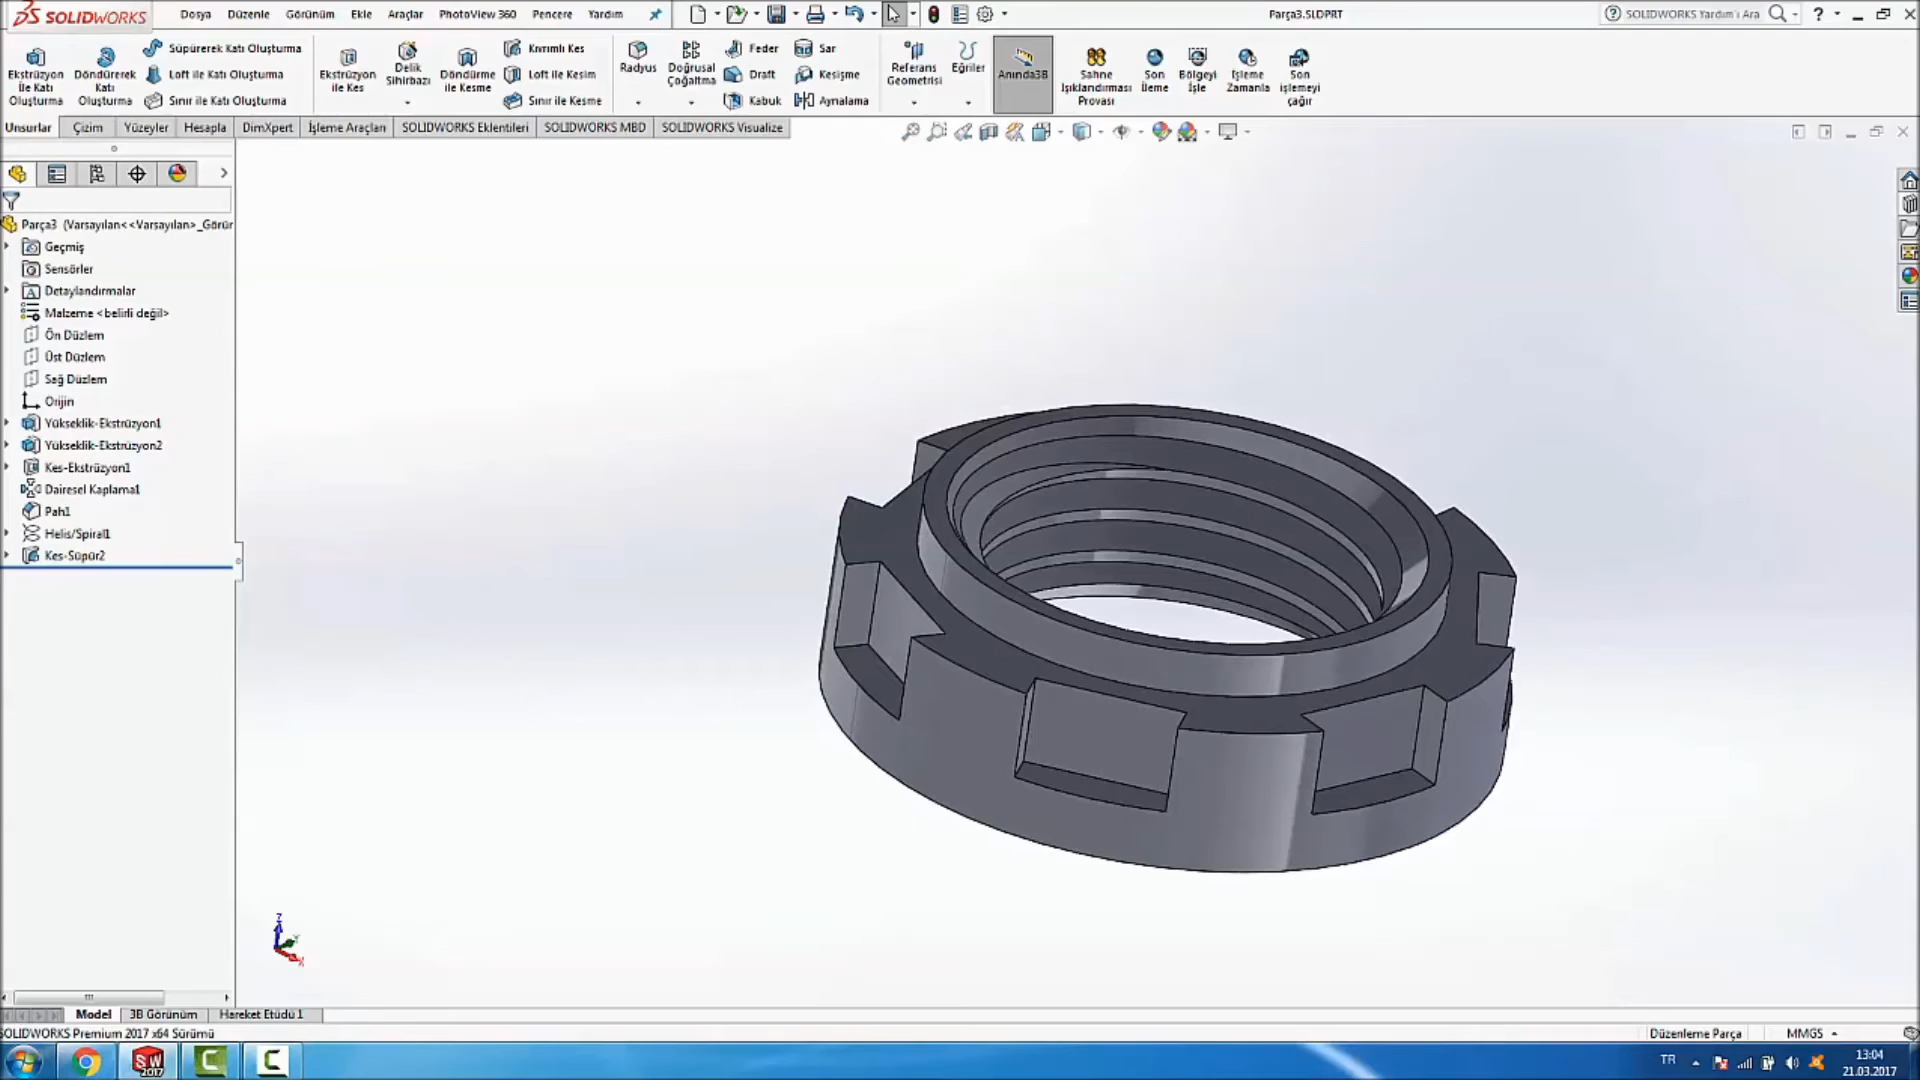 SOLIDWORKS Dosya Düzenle Görünüm Ekle Araçlar PhotoView 360 Pencere Yardım Parça3.SLDPRT SOLIDWORKS Yardım'ı Ara
Ekstrüzyon İle Katı Oluşturma
Döndürerek Katı Oluşturma
Süpürerek Katı Oluşturma
Loft ile Katı Oluşturma
Sınır ile Katı Oluşturma
Ekstrüzyon ile Kes
Delik Sihirbazı
Döndürme ile Kesme
Kıvrımlı Kes
Loft ile Kesim
Sınır ile Kesme
Radyus
Doğrusal Çoğaltma
Feder
Draft
Kabuk
Sar
Kesişme
Aynalama
Referans Geometrisi
Eğriler
Anında3B
Sahne Işıklandırması Provası
Son İleme
Bölgeyi İşle
İşleme Zamanla
Son işlemeyi çağır
Unsurlar Çizim Yüzeyler Hesapla DimXpert İşleme Araçları SOLIDWORKS Eklentileri SOLIDWORKS MBD SOLIDWORKS Visualize
Parça3 (Varsayılan<<Varsayılan>_Görür
Geçmiş
Sensörler
Detaylandırmalar
Malzeme <belirli değil>
Ön Düzlem
Üst Düzlem
Sağ Düzlem
Orijin
Yükseklik-Ekstrüzyon1
Yükseklik-Ekstrüzyon2
Kes-Ekstrüzyon1
Dairesel Kaplama1
Pah1
Helis/Spiral1
Kes-Süpür2
Z
Y
X
Model 3B Görünüm Hareket Etüdü 1
SOLIDWORKS Premium 2017 x64 Sürümü Düzenleme Parça MMGS
SW 2017
TR
13:04
21.03.2017